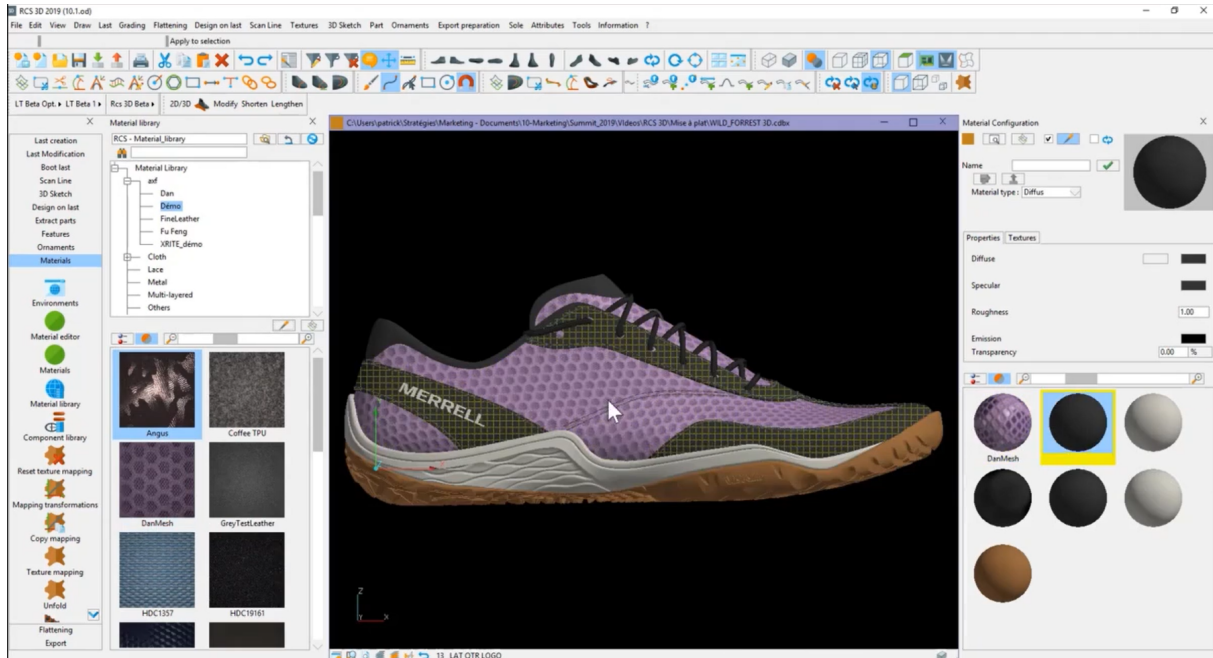 RCS 3D 2019 (10.1.od)
File Edit View Draw Last Grading Flattening Design on last Scan Line Textures 3D Sketch Part Ornaments Export preparation Sole Attributes Tools Information ?
Apply to selection
LT Beta Opt. LT Beta 1 Rcs 3D Beta 2D/3D Modify Shorten Lengthen
Last creation
Last Modification
Boot last
Scan Line
3D Sketch
Design on last
Extract parts
Features
Ornaments
Materials
Environments
Material editor
Materials
Material library
Component library
Reset texture mapping
Mapping transformations
Copy mapping
Texture mapping
Unfold
Flattening
Export
Material library
RCS - Material_library
Material Library
axf
Dan
Démo
FineLeather
Fu Feng
XRITE_démo
Cloth
Lace
Metal
Multi-layered
Others
Angus
Coffee TPU
DanMesh
GreyTestLeather
HDC1357
HDC19161
C:\Users\patrick\Stratégies\Marketing - Documents\10-Marketing\Summit_2019\Videos\RCS 3D\Mise à plat\WILD_FORREST 3D.cdbx
MERRELL
Z
Y X
13 LAT QTR LOGO
Material Configuration
Name
Material type : Diffus
Properties Textures
Diffuse
Specular
Roughness 1.00
Emission
Transparency 0.00 %
DanMesh